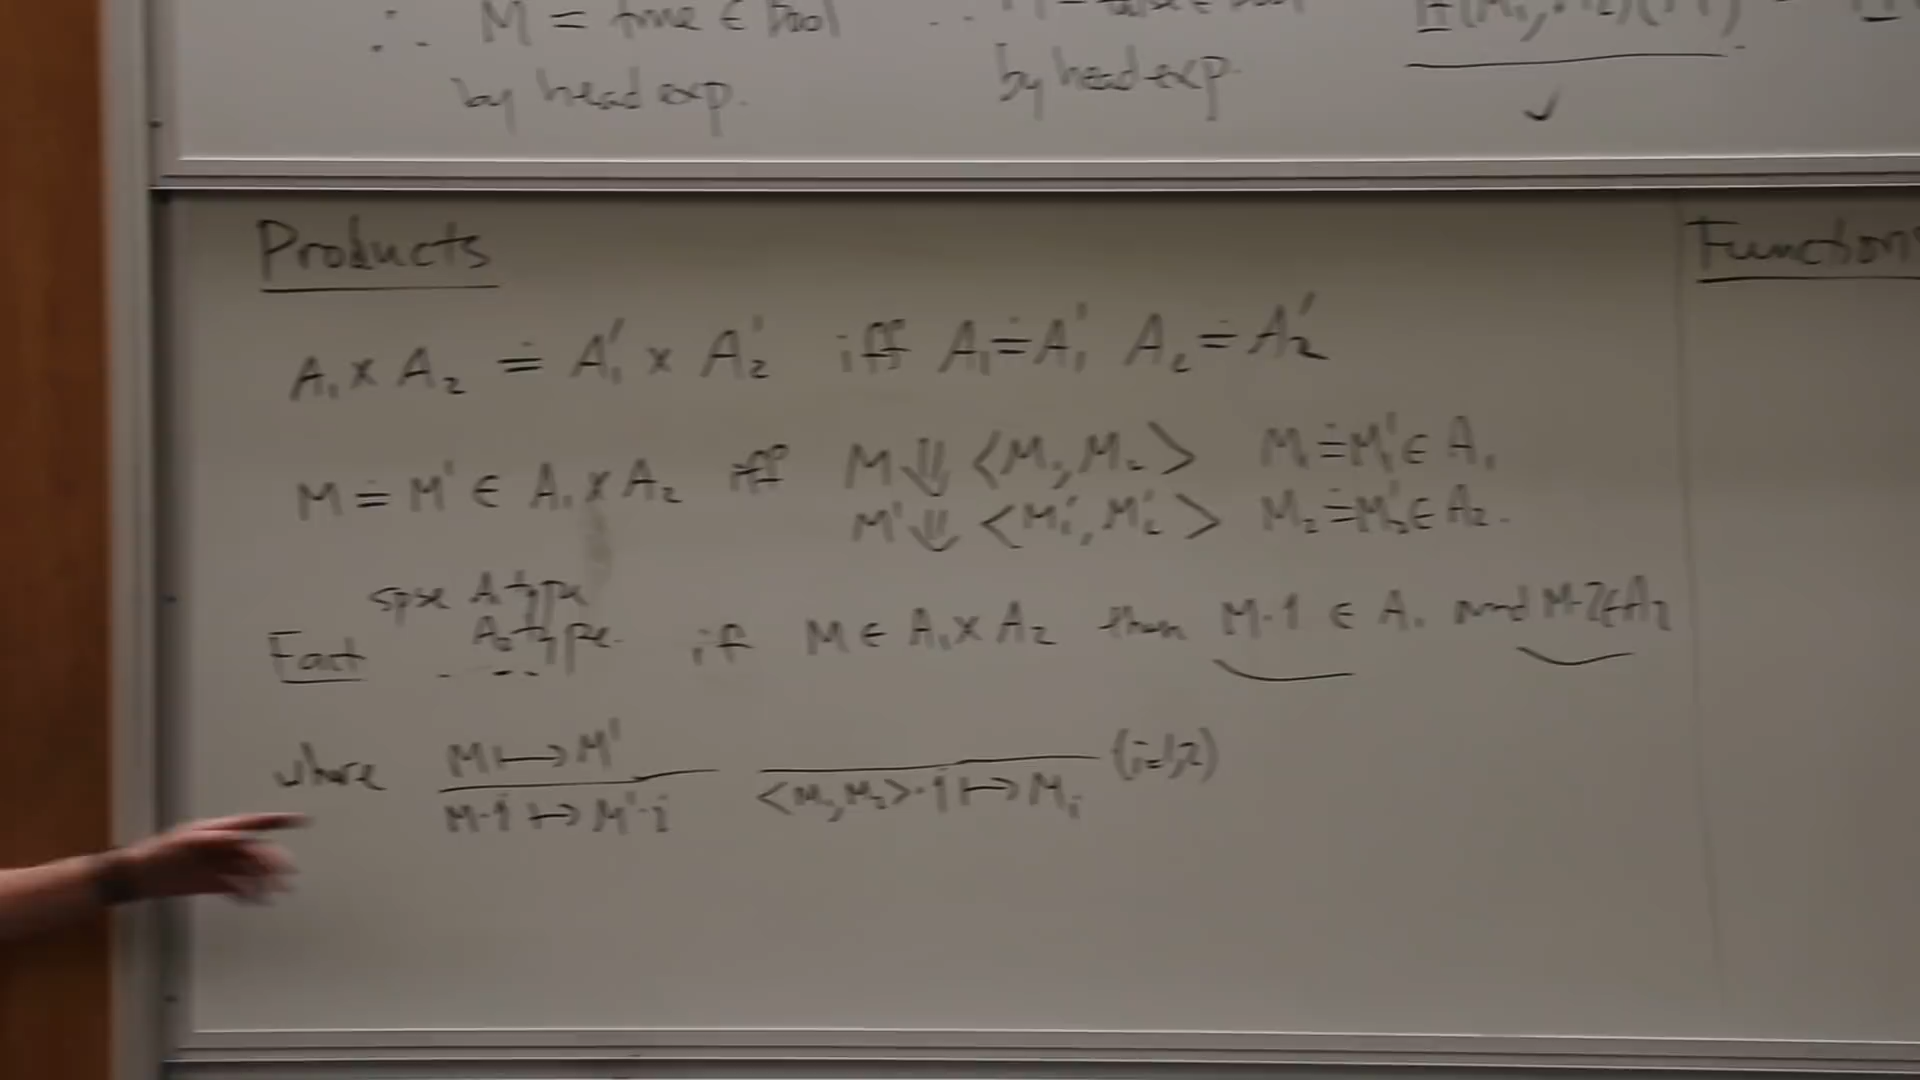 ∴ M ≐ true ∈ Bool
by head exp.
by head exp.
✓
Products
A₁ × A₂ ≐ A₁' × A₂' iff A₁ ≐ A₁' A₂ ≐ A₂'
M ≐ M' ∈ A₁ × A₂ iff M ⇓ <M₁, M₂> M₁ ≐ M₁' ∈ A₁
M' ⇓ <M₁', M₂'> M₂ ≐ M₂' ∈ A₂.
spse A₁ type
A₂ type.
Fact if M ∈ A₁ × A₂ then M·1 ∈ A₁ and M·2 ∈ A₂
where M ↦ M'
M·i ↦ M'·i
<M₁, M₂>·i ↦ Mᵢ (i=1,2)
Functions